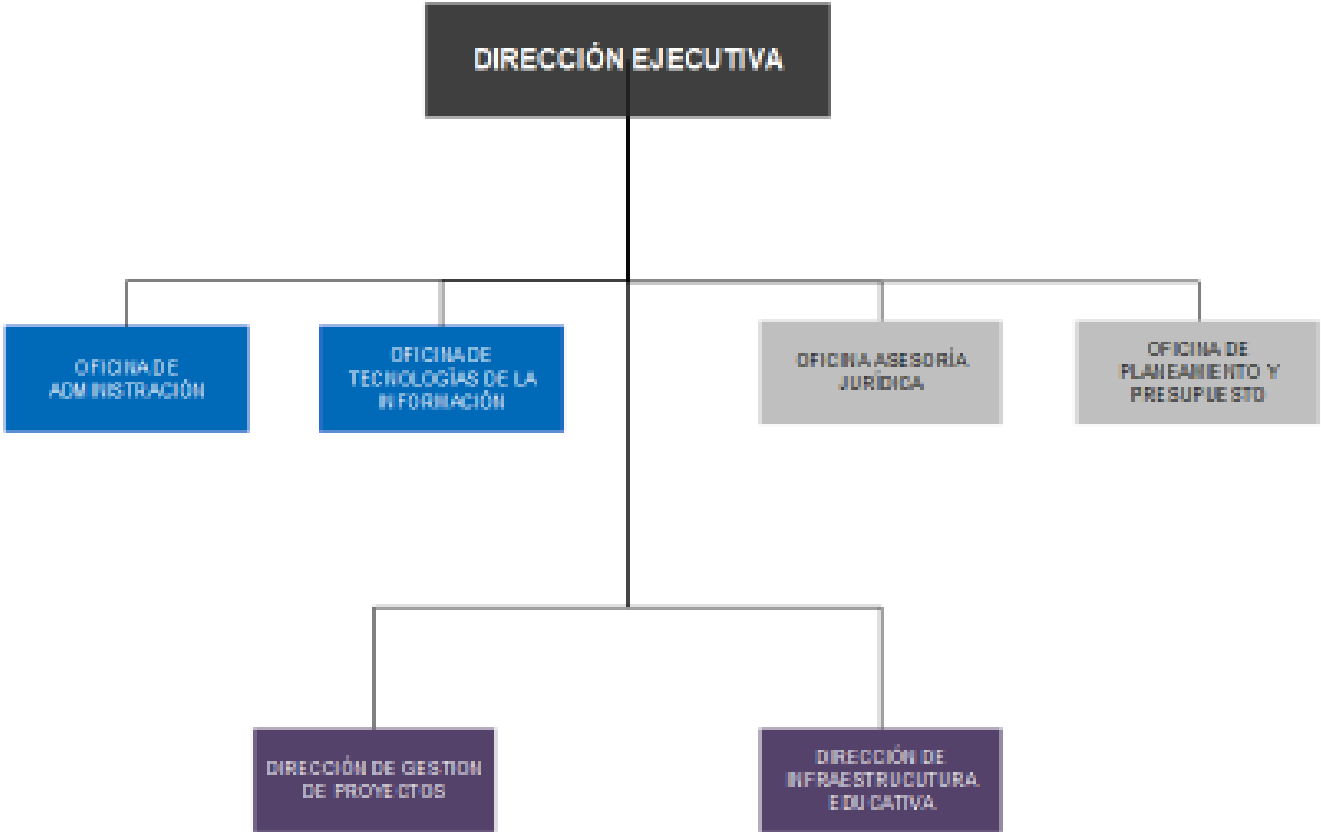 DIRECCIÓN EJECUTIVA
OFICINA DE
ADMINISTRACIÓN
OFICINA DE
TECNOLOGÍAS DE LA
INFORMACIÓN
OFICINA ASESORÍA
JURÍDICA
OFICINA DE
PLANEAMIENTO Y
PRESUPUESTO
DIRECCIÓN DE GESTION
DE PROYECTOS
DIRECCIÓN DE
INFRAESTRUCUTURA
EDUCATIVA